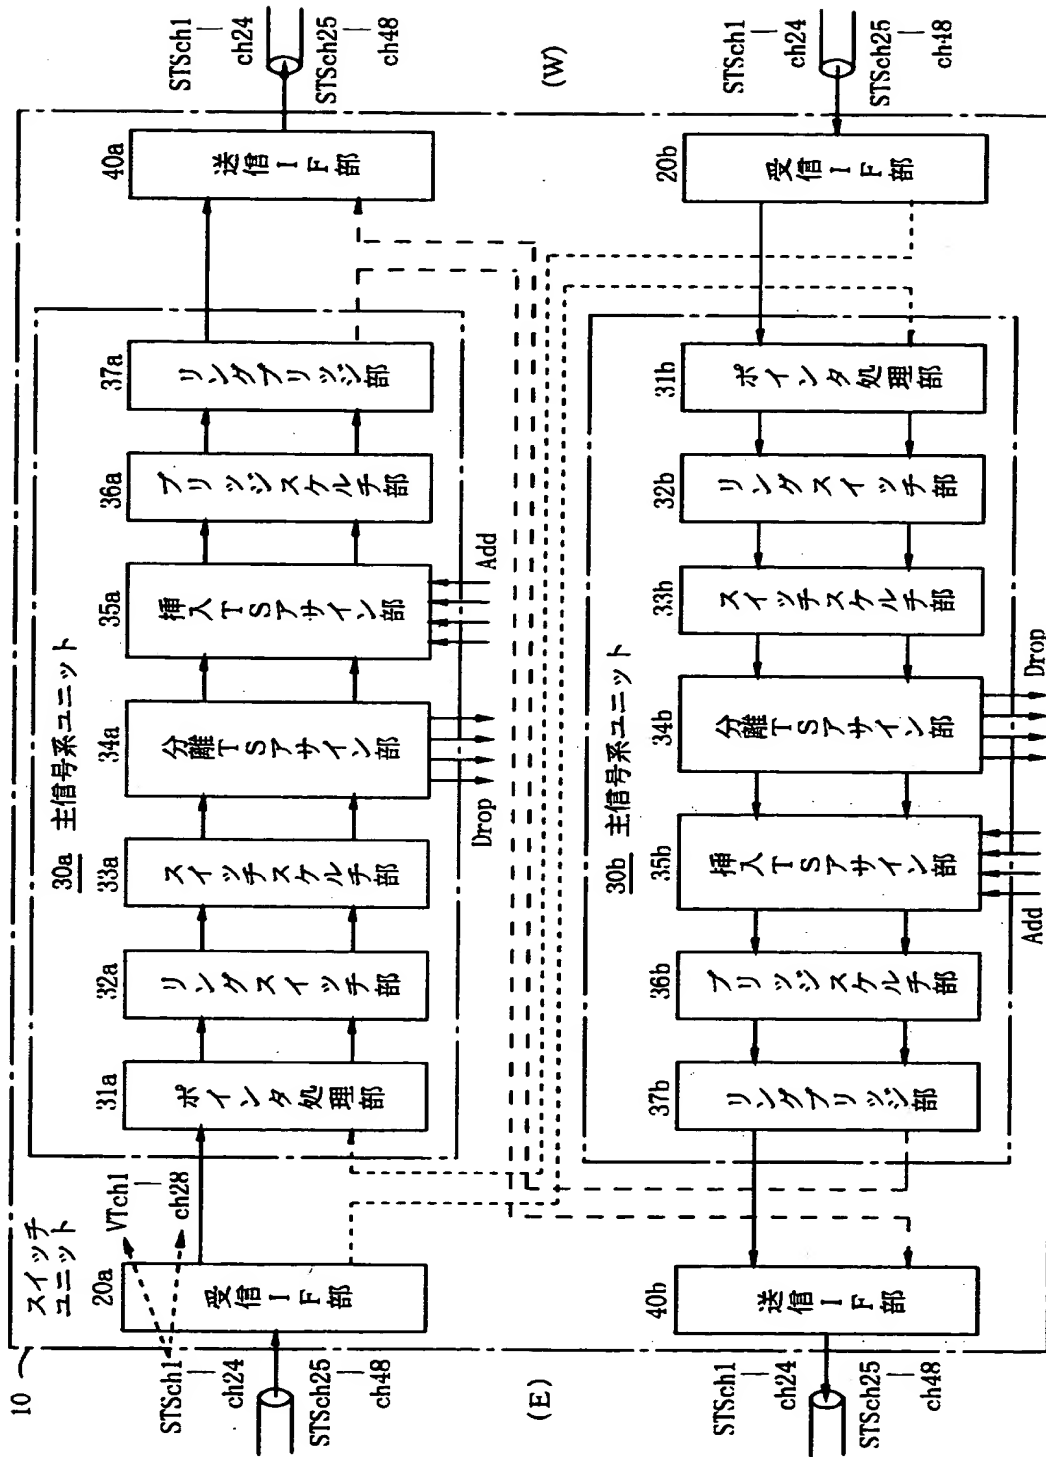 10
スイッチ
ユニット
STSch1
ch24
STSch25
ch48
VTch1
ch28
20a
受信IF部
30a 主信号系ユニット
31a
ポインタ処理部
32a
リングスイッチ部
33a
スイッチスケルチ部
34a
分離TSアサイン部
Drop
35a
挿入TSアサイン部
Add
36a
ブリッジスケルチ部
37a
リングブリッジ部
40a
送信IF部
STSch1
ch24
STSch25
ch48
(E)
(W)
STSch1
ch24
STSch25
ch48
40b
送信IF部
30b 主信号系ユニット
37b
リングブリッジ部
36b
ブリッジスケルチ部
35b
挿入TSアサイン部
Add
34b
分離TSアサイン部
Drop
33b
スイッチスケルチ部
32b
リングスイッチ部
31b
ポインタ処理部
20b
受信IF部
STSch1
ch24
STSch25
ch48